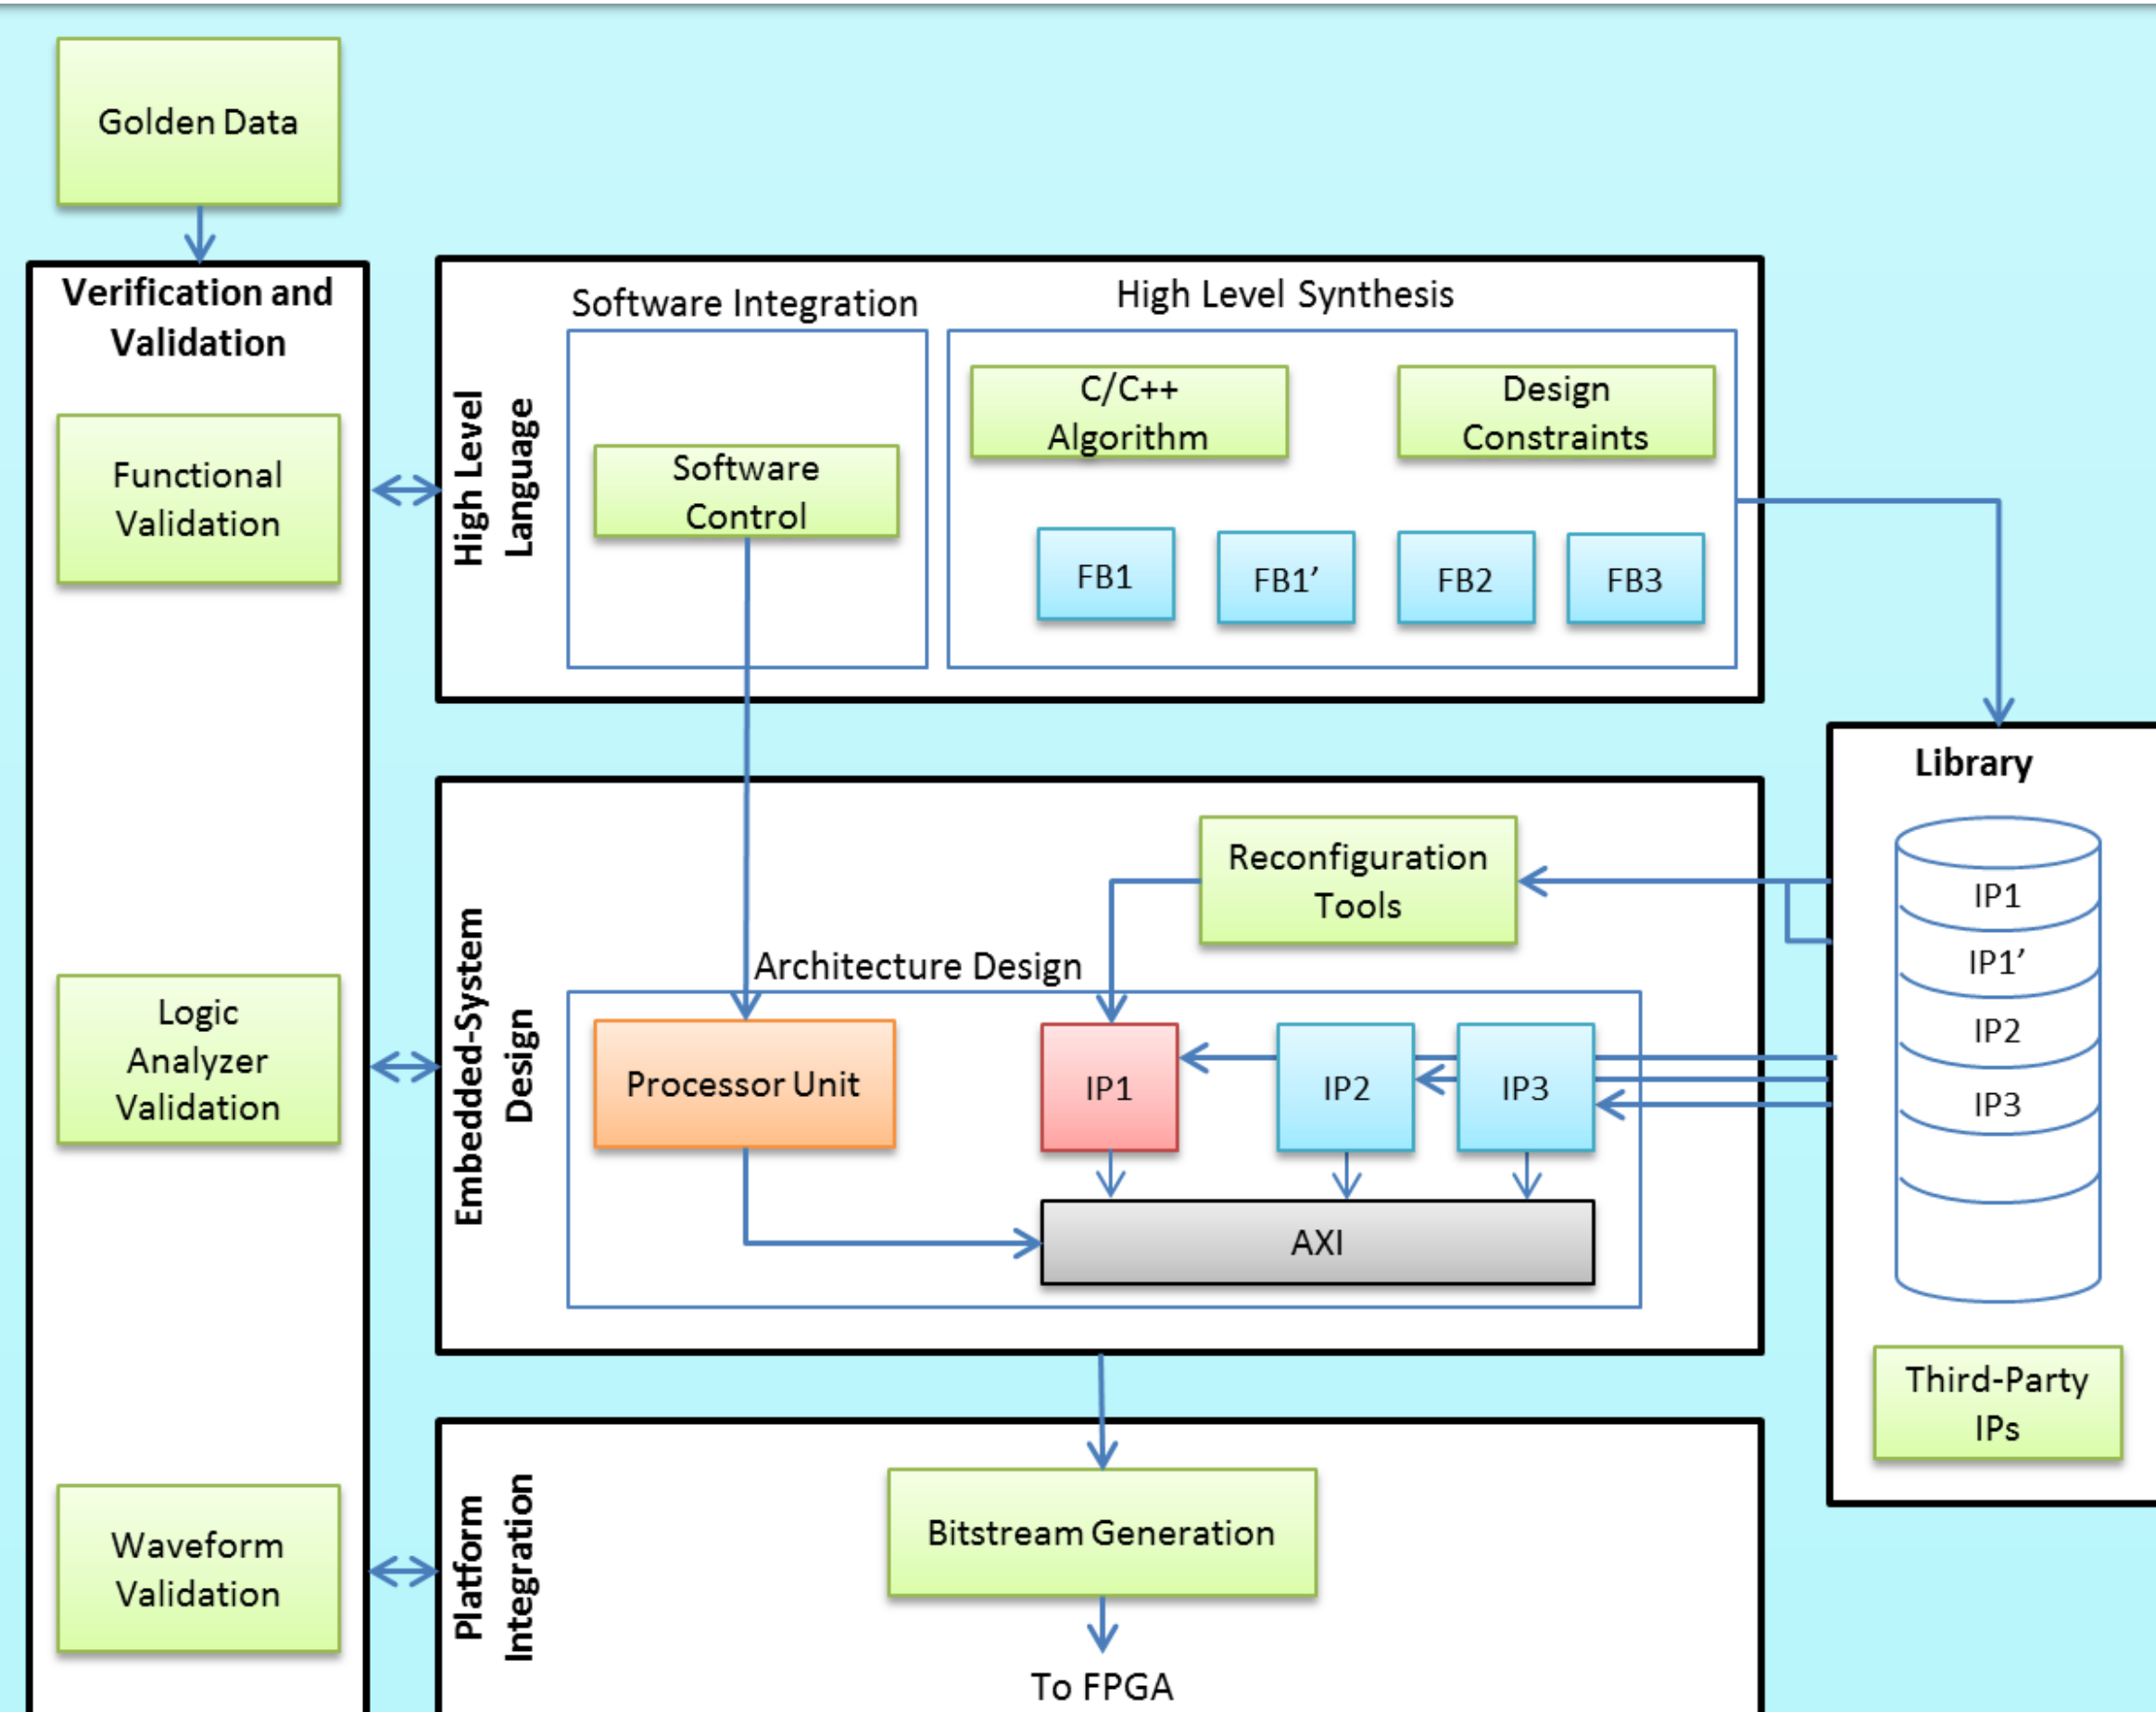 Golden Data
Verification and
Validation
Functional
Validation
Logic
Analyzer
Validation
Waveform
Validation
High Level
Language
Software Integration
Software
Control
High Level Synthesis
C/C++
Algorithm
Design
Constraints
FB1
FB1’
FB2
FB3
Embedded-System
Design
Reconfiguration
Tools
Architecture Design
Processor Unit
IP1
IP2
IP3
AXI
Library
IP1
IP1’
IP2
IP3
Third-Party
IPs
Platform
Integration
Bitstream Generation
To FPGA